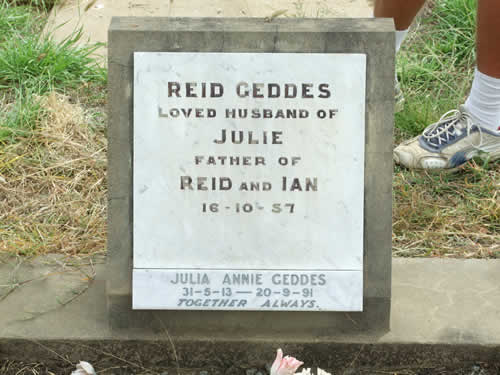 REID GEDDES
LOVED HUSBAND OF
JULIE
FATHER OF
REID AND IAN
16-10-57
JULIA ANNIE GEDDES
31-5-13 — 20-9-91
TOGETHER ALWAYS.